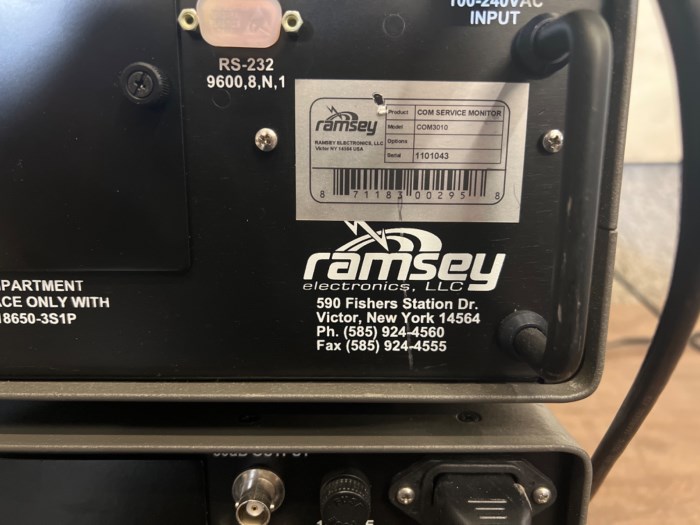 100-240VAC
INPUT
RS-232
9600,8,N,1
ramsey
RAMSEY ELECTRONICS, LLC
Victor NY 14564 USA
Product COM SERVICE MONITOR
Model COM3010
Options
Serial 1101043
8 71183 00295 8
ramsey
electronics, LLC
590 Fishers Station Dr.
Victor, New York 14564
Ph. (585) 924-4560
Fax (585) 924-4555
PARTMENT
ACE ONLY WITH
18650-3S1P